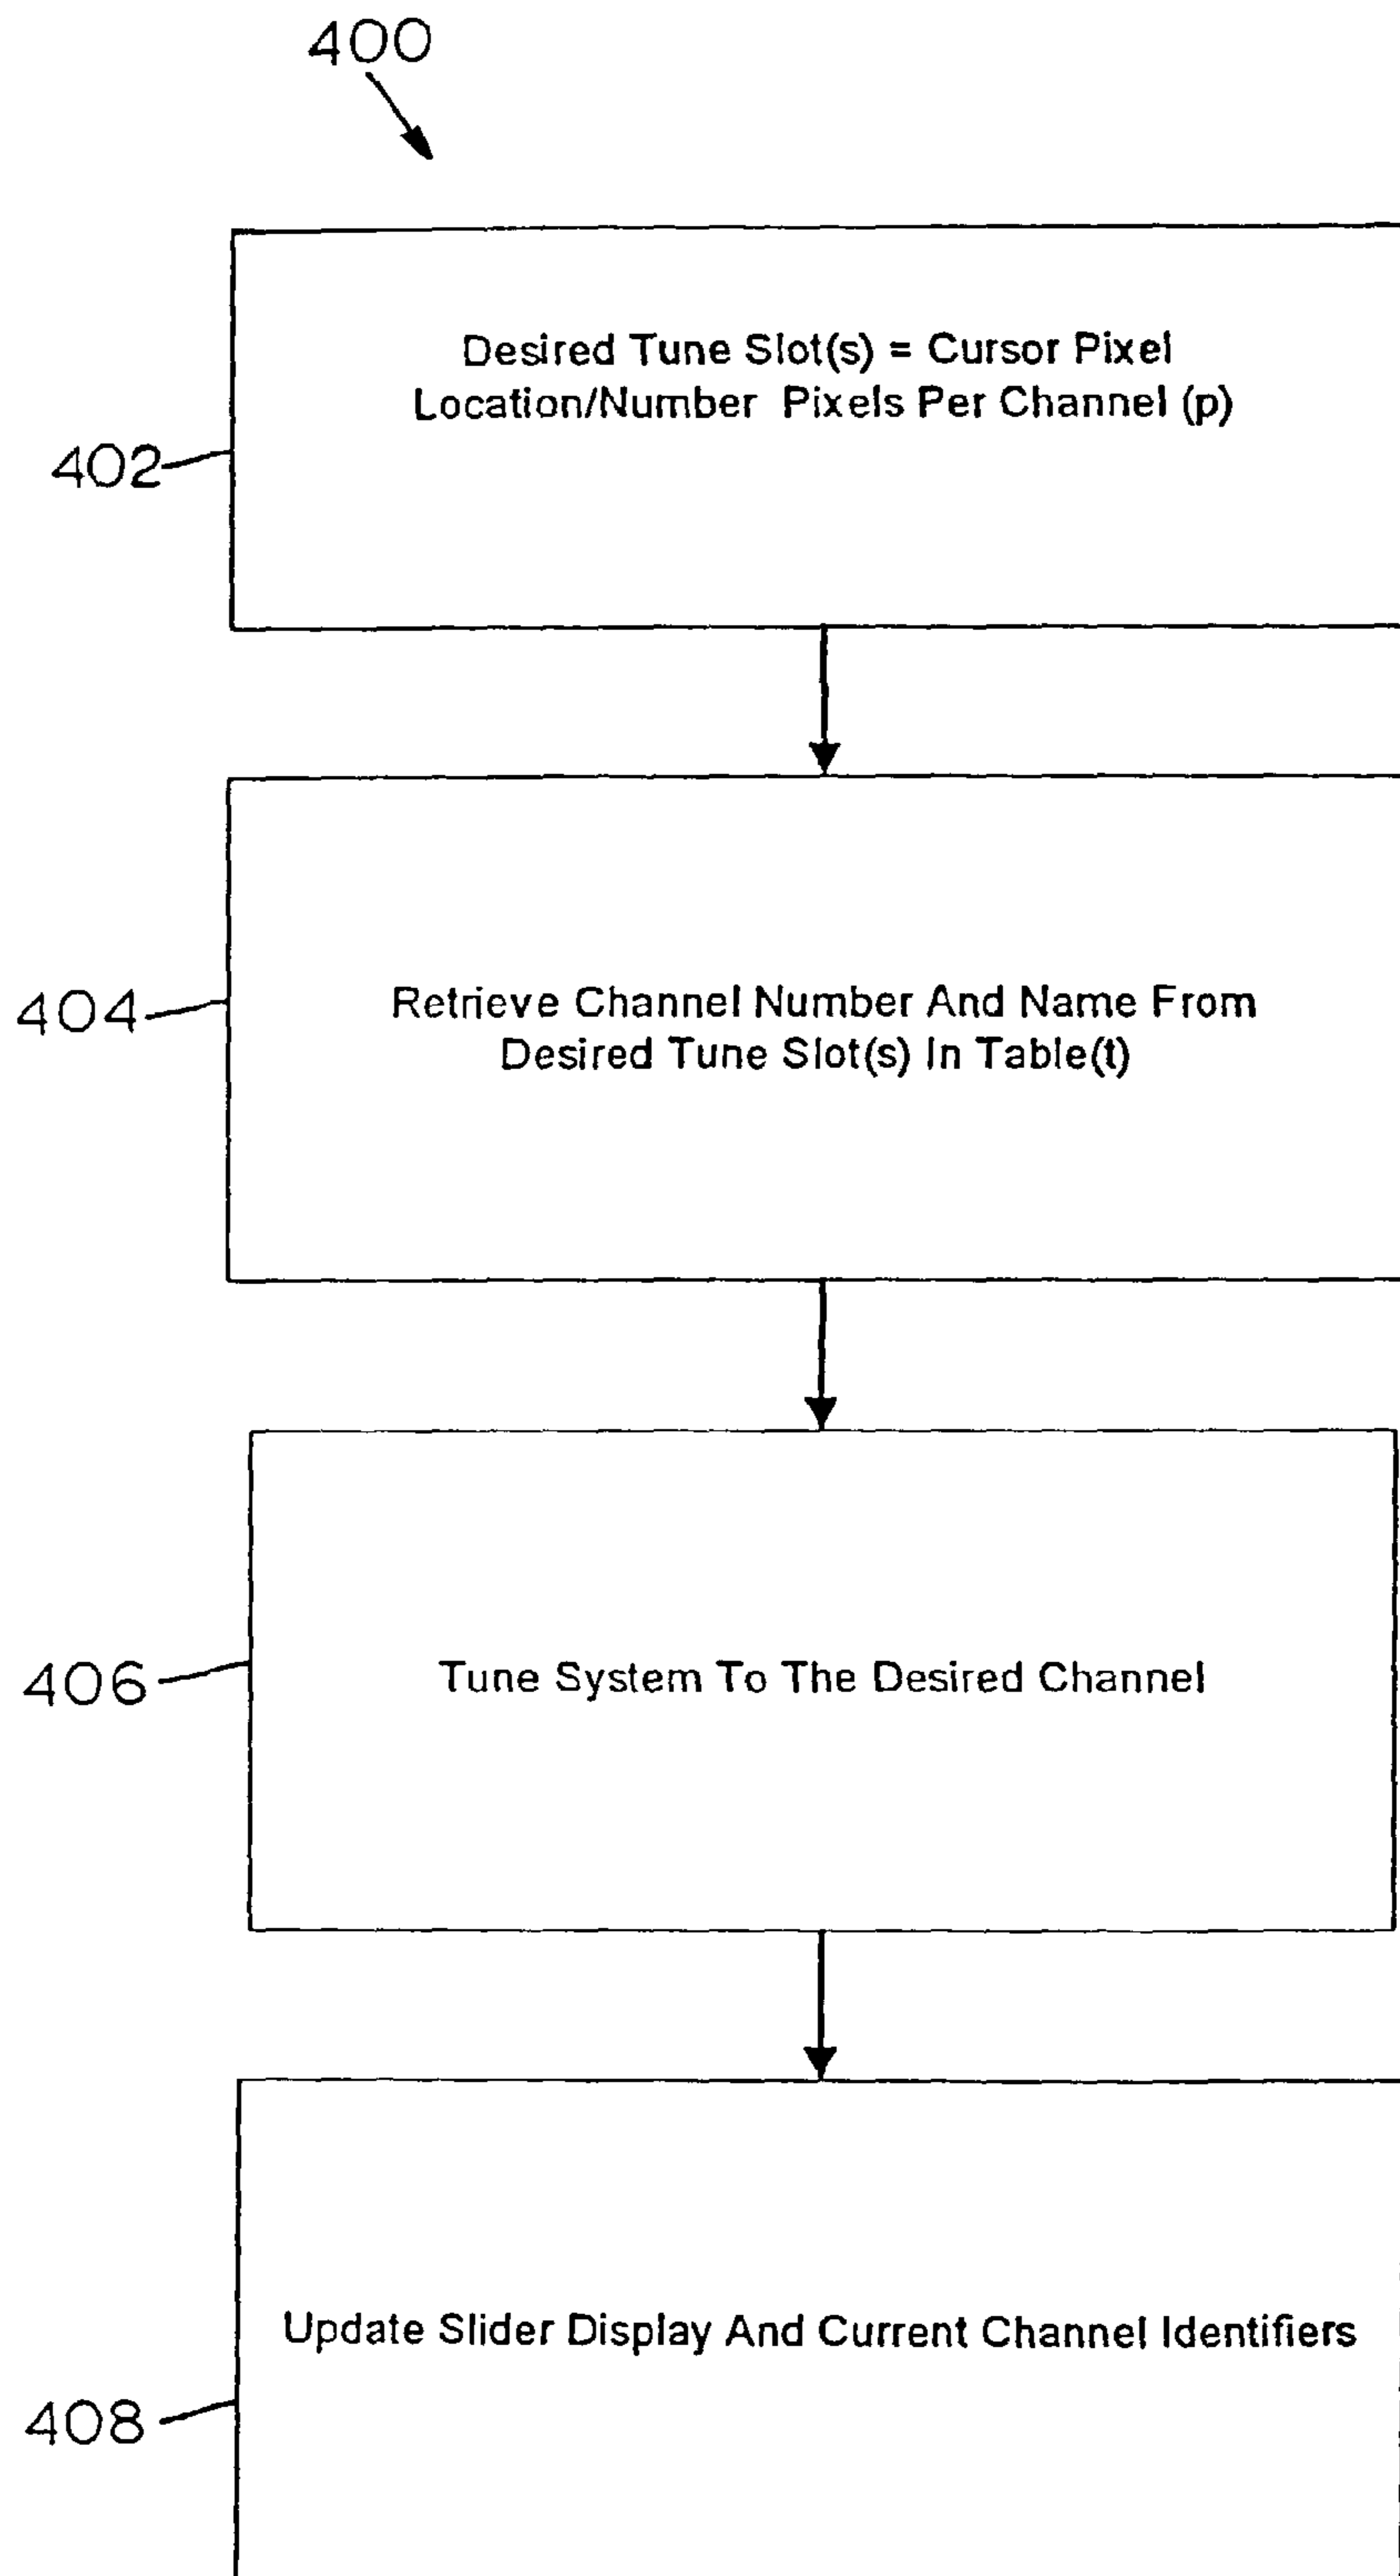 400
Desired Tune Slot(s) = Cursor Pixel
Location/Number Pixels Per Channel (p)
402
Retrieve Channel Number And Name From
Desired Tune Slot(s) In Table(t)
404
Tune System To The Desired Channel
406
Update Slider Display And Current Channel Identifiers
408